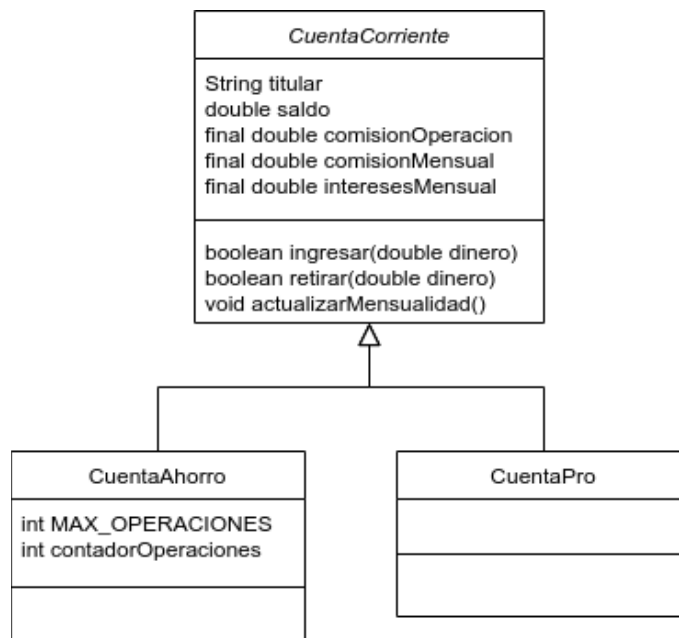 CuentaCorriente
String titular
double saldo
final double comisionOperacion
final double comisionMensual
final double interesesMensual
boolean ingresar(double dinero)
boolean retirar(double dinero)
void actualizarMensualidad()
CuentaAhorro
int MAX_OPERACIONES
int contadorOperaciones
CuentaPro